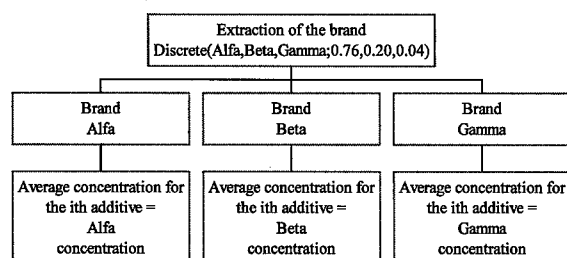 Extraction of the brand
Discrete(Alfa,Beta,Gamma;0.76,0.20,0.04)
Brand
Alfa
Brand
Beta
Brand
Gamma
Average concentration for
the ith additive =
Alfa
concentration
Average concentration for
the ith additive =
Beta
concentration
Average concentration for
the ith additive =
Gamma
concentration